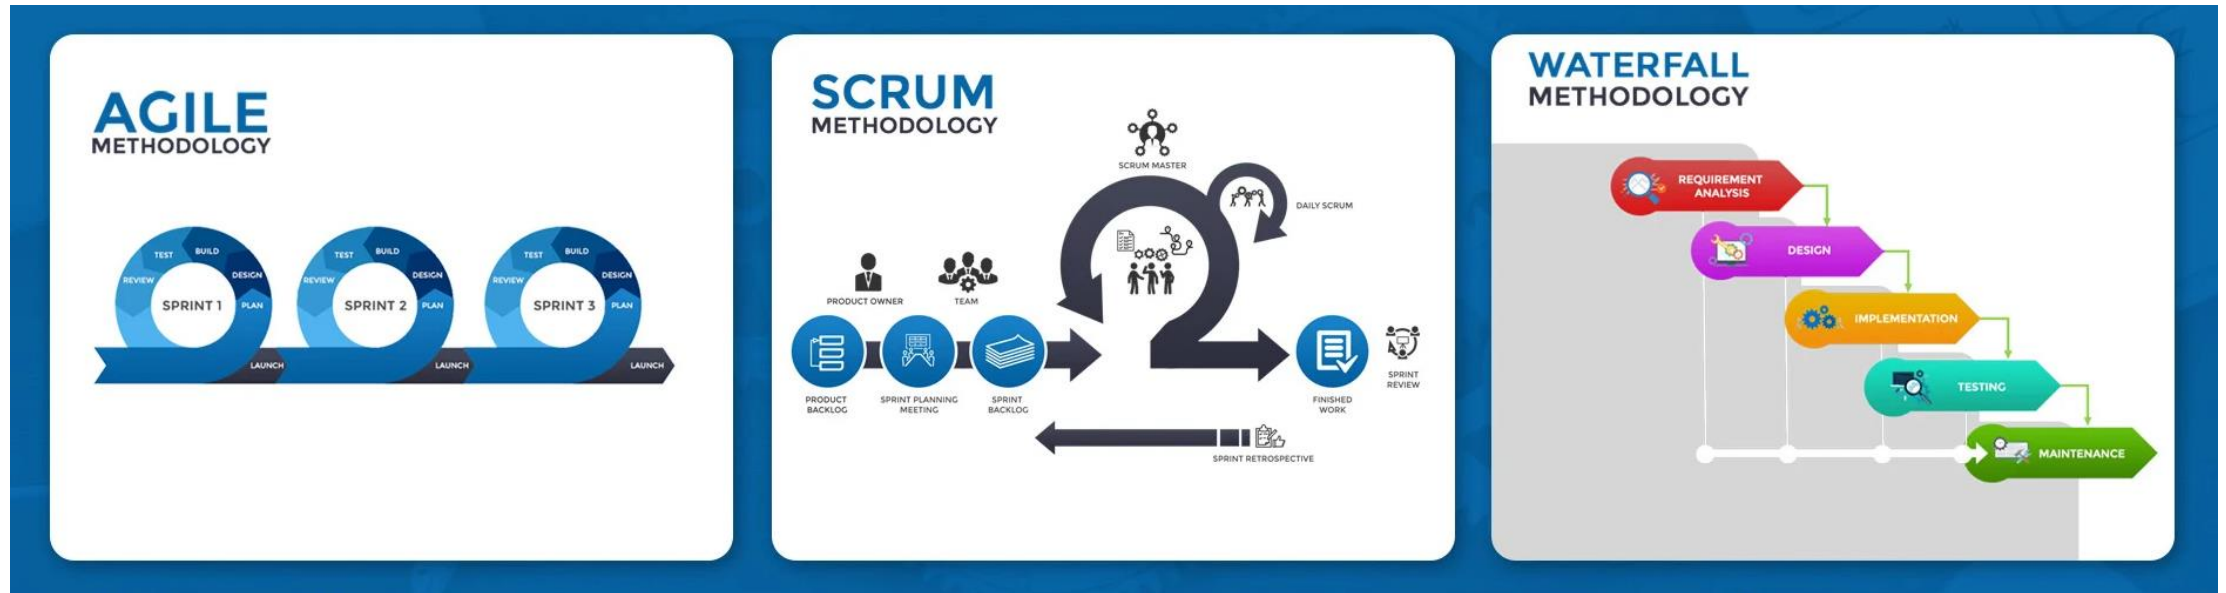 AGILE
METHODOLOGY
TEST
BUILD
REVIEW
DESIGN
SPRINT 1
PLAN
LAUNCH
TEST
BUILD
REVIEW
DESIGN
SPRINT 2
PLAN
LAUNCH
TEST
BUILD
REVIEW
DESIGN
SPRINT 3
PLAN
LAUNCH
SCRUM
METHODOLOGY
SCRUM MASTER
DAILY SCRUM
PRODUCT OWNER
TEAM
PRODUCT
BACKLOG
SPRINT PLANNING
MEETING
SPRINT
BACKLOG
FINISHED
WORK
SPRINT
REVIEW
SPRINT RETROSPECTIVE
WATERFALL
METHODOLOGY
REQUIREMENT
ANALYSIS
DESIGN
IMPLEMENTATION
TESTING
MAINTENANCE